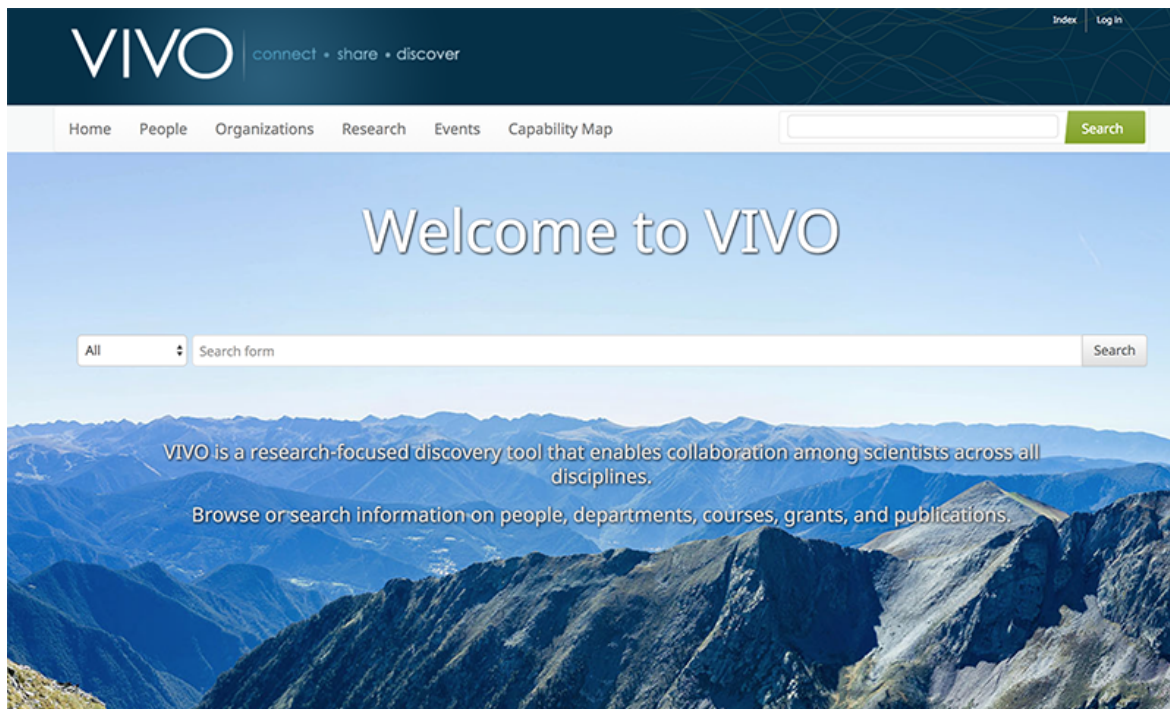 Index Log in
VIVO connect • share • discover
Home People Organizations Research Events Capability Map Search
Welcome to VIVO
All Search form Search
VIVO is a research-focused discovery tool that enables collaboration among scientists across all
disciplines.
Browse or search information on people, departments, courses, grants, and publications.